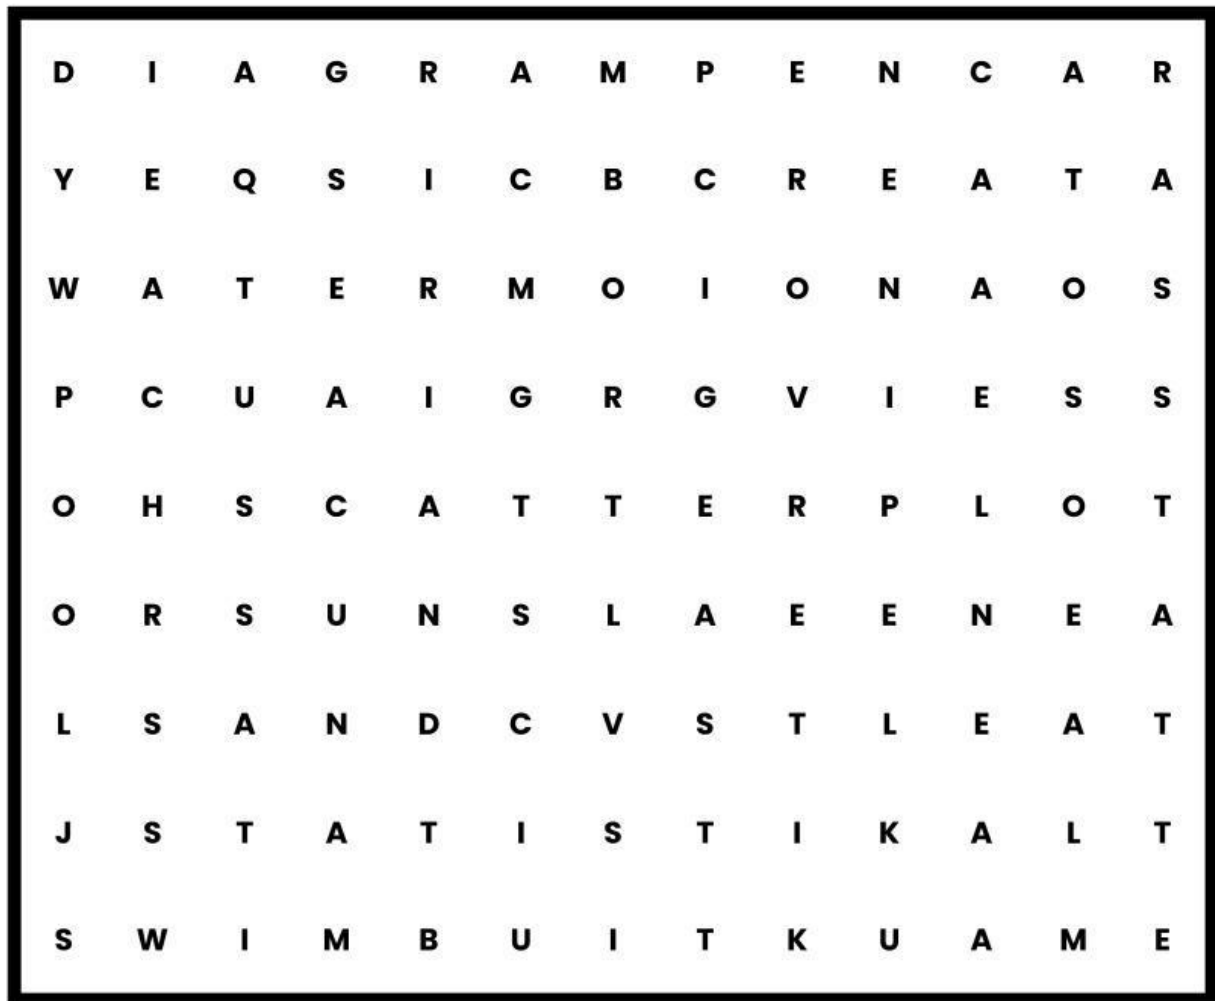 D I A G R A M P E N C A R
Y E Q S I C B C R E A T A
W A T E R M O I O N A O S
P C U A I G R G V I E S S
O H S C A T T E R P L O T
O R S U N S L A E E N E A
L S A N D C V S T L E A T
J S T A T I S T I K A L T
S W I M B U I T K U A M E